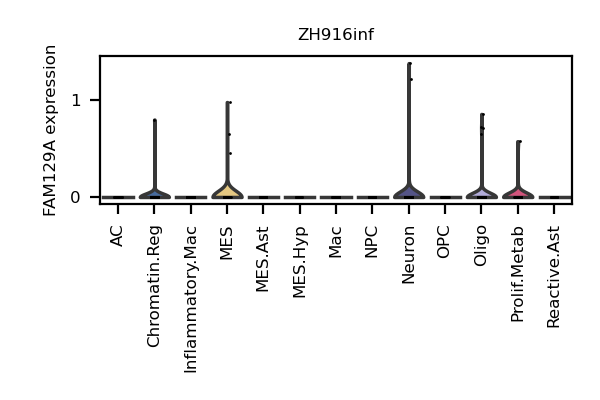 ZH916inf
FAM129A expression
1
0
AC
Chromatin.Reg
Inflammatory.Mac
MES
MES.Ast
MES.Hyp
Mac
NPC
Neuron
OPC
Oligo
Prolif.Metab
Reactive.Ast